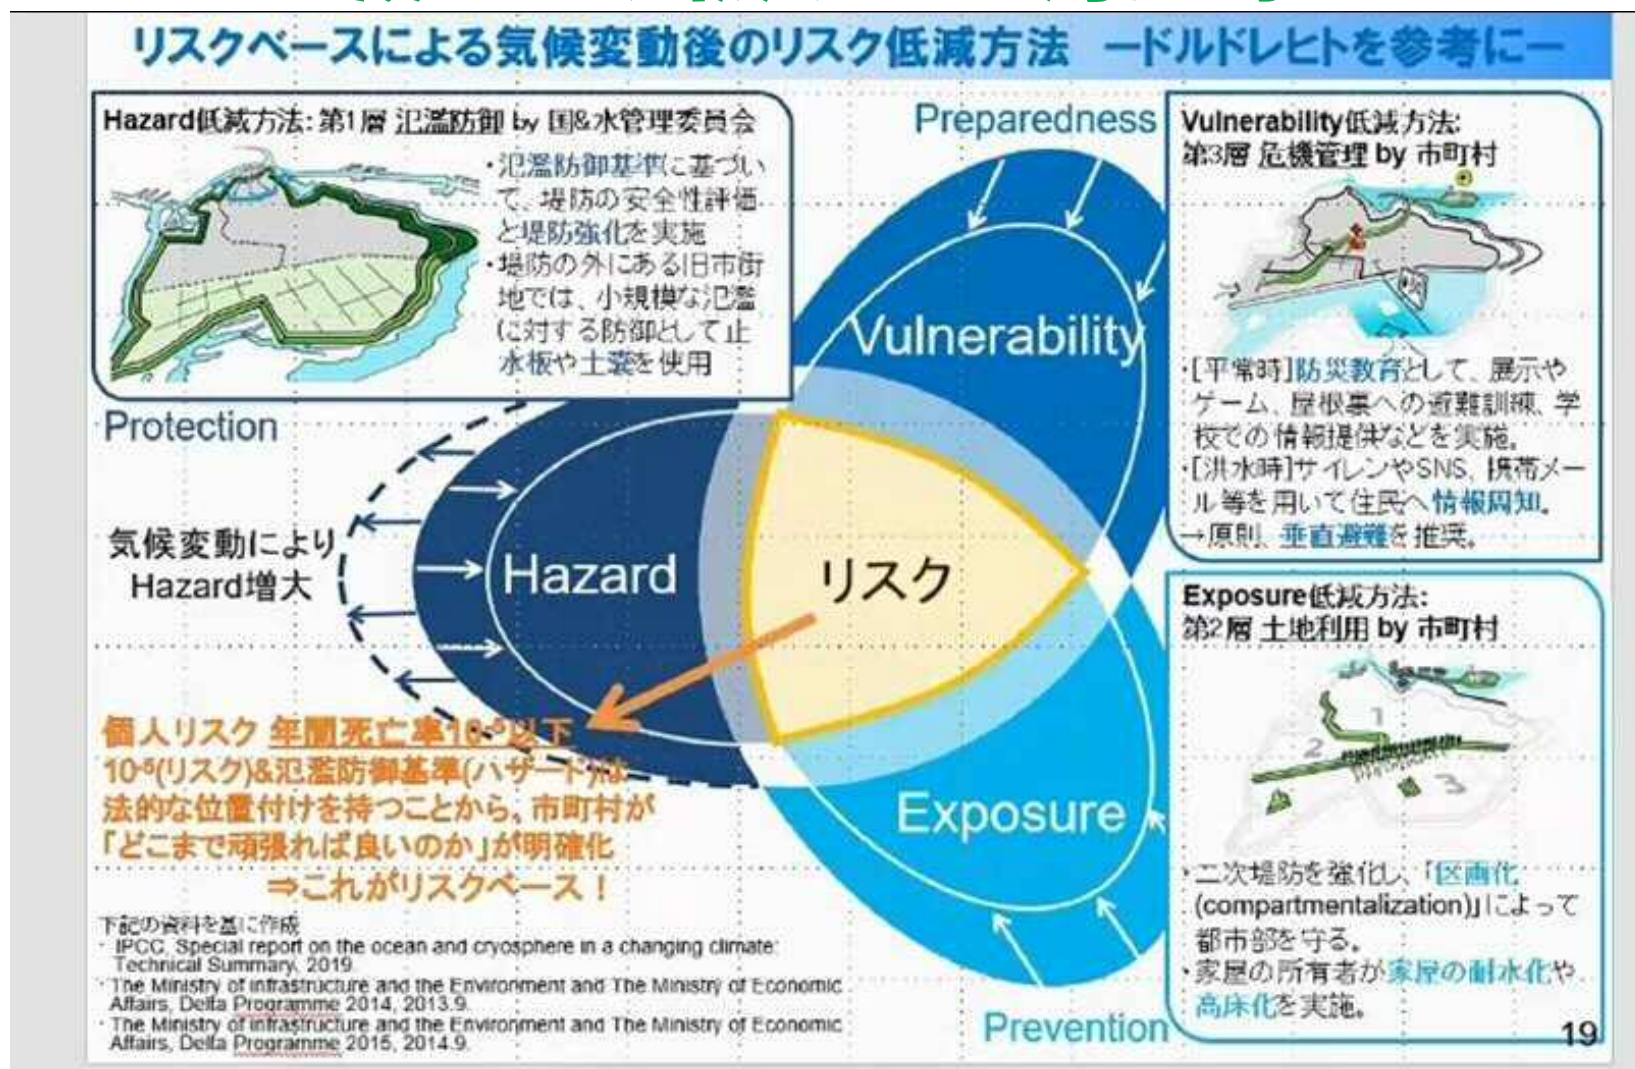 リスクベースによる気候変動後のリスク低減方法 ードルドレヒトを参考にー
Hazard低減方法: 第1層 氾濫防御 by 国&水管理委員会
・氾濫防御基準に基づい
て、堤防の安全性評価
と堤防強化を実施
・堤防の外にある旧市街
地では、小規模な氾濫
に対する防御として止
水板や土嚢を使用
Protection
気候変動により
Hazard増大
Preparedness
Vulnerability
Hazard
リスク
Exposure
Prevention
Vulnerability低減方法:
第3層 危機管理 by 市町村
・[平常時]防災教育として、展示や
ゲーム、屋根裏への避難訓練、学
校での情報提供などを実施。
・[洪水時]サイレンやSNS、携帯メー
ル等を用いて住民へ情報周知。
→原則、垂直避難を推奨。
Exposure低減方法:
第2層 土地利用 by 市町村
1
2
3
・二次堤防を強化し、「区画化
(compartmentalization)」によって
都市部を守る。
・家屋の所有者が家屋の耐水化や
高床化を実施。
個人リスク 年間死亡率10⁻⁵以下
10⁻⁵(リスク)&氾濫防御基準(ハザード)は
法的な位置付けを持つことから、市町村が
「どこまで頑張れば良いのか」が明確化
⇒これがリスクベース！
下記の資料を基に作成
・ IPCC, Special report on the ocean and cryosphere in a changing climate:
Technical Summary, 2019.
・ The Ministry of infrastructure and the Environment and The Ministry of Economic
Affairs, Delta Programme 2014, 2013.9.
・ The Ministry of infrastructure and the Environment and The Ministry of Economic
Affairs, Delta Programme 2015, 2014.9.
19